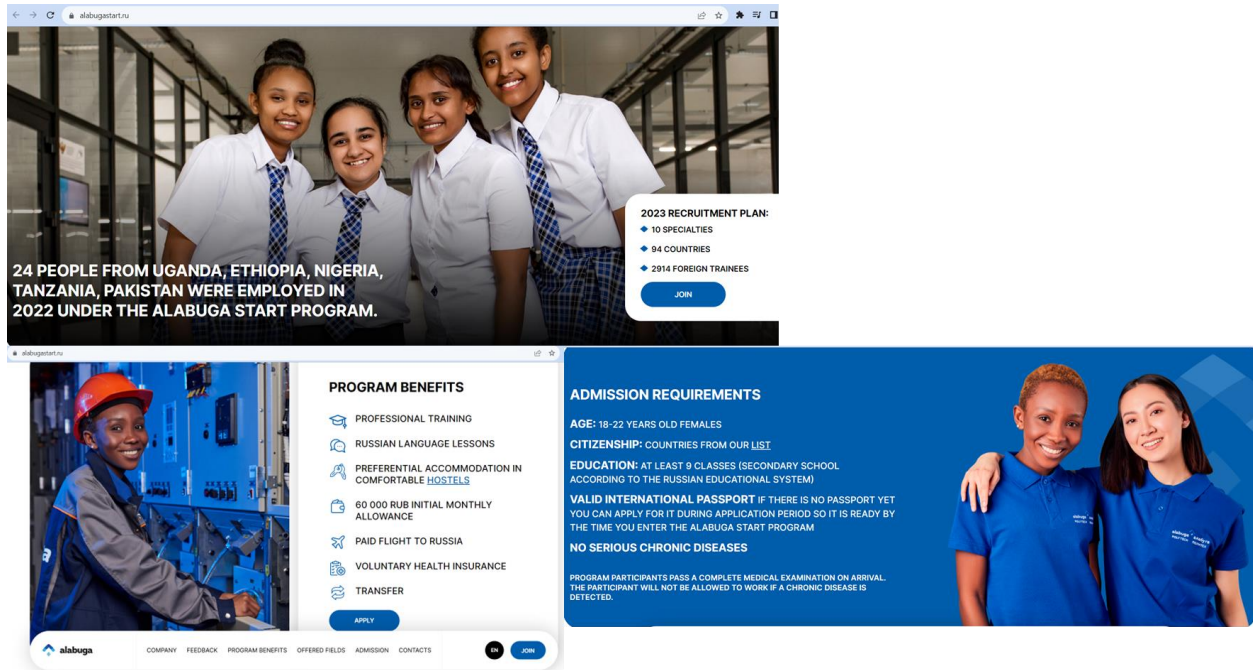 alabugastart.ru
24 PEOPLE FROM UGANDA, ETHIOPIA, NIGERIA,
TANZANIA, PAKISTAN WERE EMPLOYED IN
2022 UNDER THE ALABUGA START PROGRAM.
2023 RECRUITMENT PLAN:
10 SPECIALTIES
94 COUNTRIES
2914 FOREIGN TRAINEES
JOIN
alabugastart.ru
PROGRAM BENEFITS
PROFESSIONAL TRAINING
RUSSIAN LANGUAGE LESSONS
PREFERENTIAL ACCOMMODATION IN
COMFORTABLE HOSTELS
60 000 RUB INITIAL MONTHLY
ALLOWANCE
PAID FLIGHT TO RUSSIA
VOLUNTARY HEALTH INSURANCE
TRANSFER
APPLY
alabuga
COMPANY FEEDBACK PROGRAM BENEFITS OFFERED FIELDS ADMISSION CONTACTS
EN
JOIN
ADMISSION REQUIREMENTS
AGE: 18-22 YEARS OLD FEMALES
CITIZENSHIP: COUNTRIES FROM OUR LIST
EDUCATION: AT LEAST 9 CLASSES (SECONDARY SCHOOL
ACCORDING TO THE RUSSIAN EDUCATIONAL SYSTEM)
VALID INTERNATIONAL PASSPORT IF THERE IS NO PASSPORT YET
YOU CAN APPLY FOR IT DURING APPLICATION PERIOD SO IT IS READY BY
THE TIME YOU ENTER THE ALABUGA START PROGRAM
NO SERIOUS CHRONIC DISEASES
PROGRAM PARTICIPANTS PASS A COMPLETE MEDICAL EXAMINATION ON ARRIVAL.
THE PARTICIPANT WILL NOT BE ALLOWED TO WORK IF A CHRONIC DISEASE IS
DETECTED.